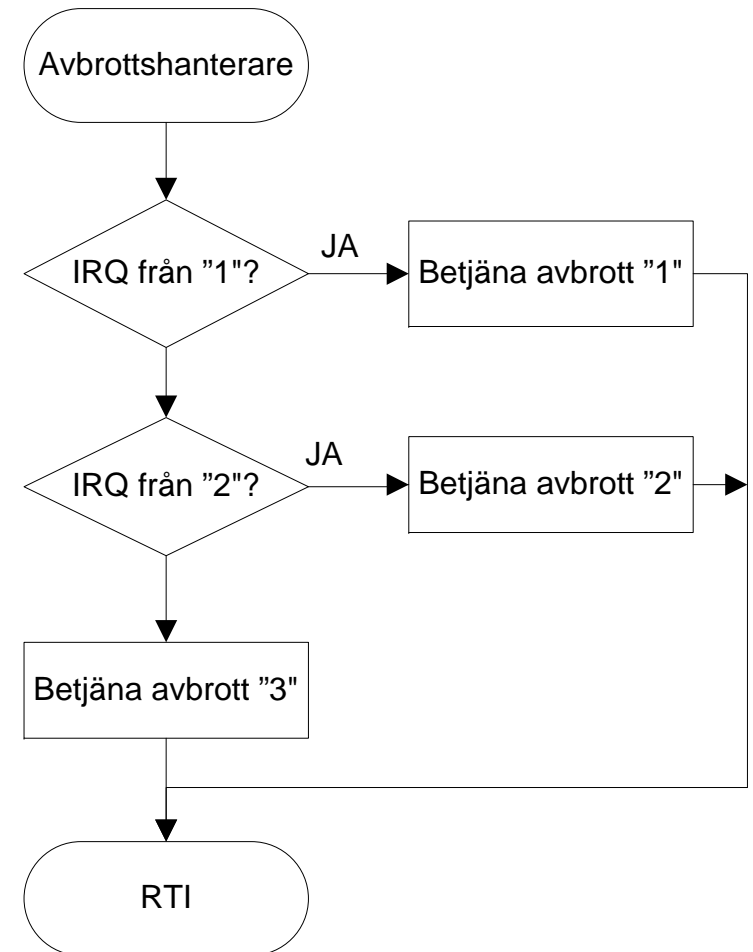 Avbrottshanterare
IRQ från ”1"?
JA
Betjäna avbrott ”1"
IRQ från ”2"?
JA
Betjäna avbrott ”2"
Betjäna avbrott ”3"
RTI